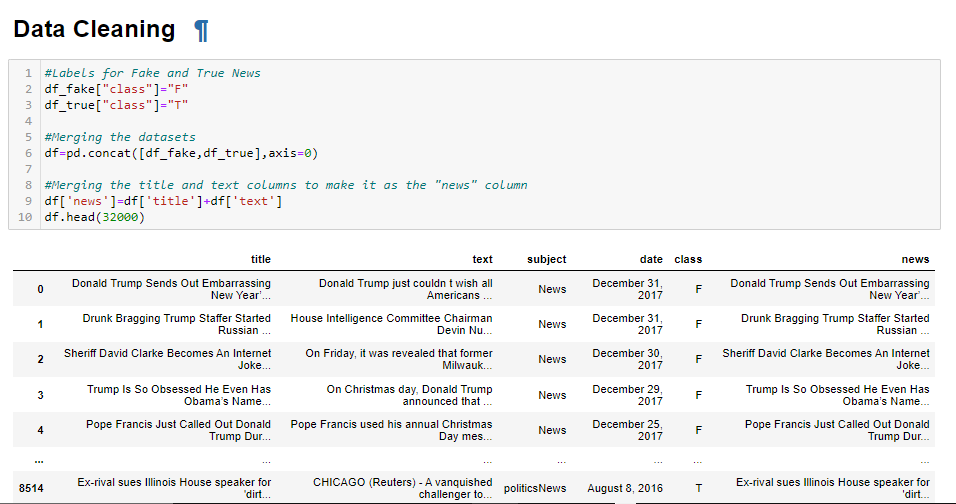 Data Cleaning ¶
1 #Labels for Fake and True News
2 df_fake["class"]="F"
3 df_true["class"]="T"
4
5 #Merging the datasets
6 df=pd.concat([df_fake,df_true],axis=0)
7
8 #Merging the title and text columns to make it as the "news" column
9 df['news']=df['title']+df['text']
10 df.head(32000)
title text subject date class news
0 Donald Trump Sends Out Embarrassing Donald Trump just couldn t wish all News December 31, F Donald Trump Sends Out Embarrassing
New Year'... Americans ... 2017 New Year'...
1 Drunk Bragging Trump Staffer Started House Intelligence Committee Chairman News December 31, F Drunk Bragging Trump Staffer Started
Russian ... Devin Nu... 2017 Russian ...
2 Sheriff David Clarke Becomes An Internet On Friday, it was revealed that former News December 30, F Sheriff David Clarke Becomes An Internet
Joke... Milwauk... 2017 Joke...
3 Trump Is So Obsessed He Even Has On Christmas day, Donald Trump News December 29, F Trump Is So Obsessed He Even Has
Obama's Name... announced that ... 2017 Obama's Name...
4 Pope Francis Just Called Out Donald Pope Francis used his annual Christmas News December 25, F Pope Francis Just Called Out Donald
Trump Dur... Day mes... 2017 Trump Dur...
... ... ... ... ... ... ...
8514 Ex-rival sues Illinois House speaker for CHICAGO (Reuters) - A vanquished politicsNews August 8, 2016 T Ex-rival sues Illinois House speaker for
'dirt... challenger to... 'dirt...